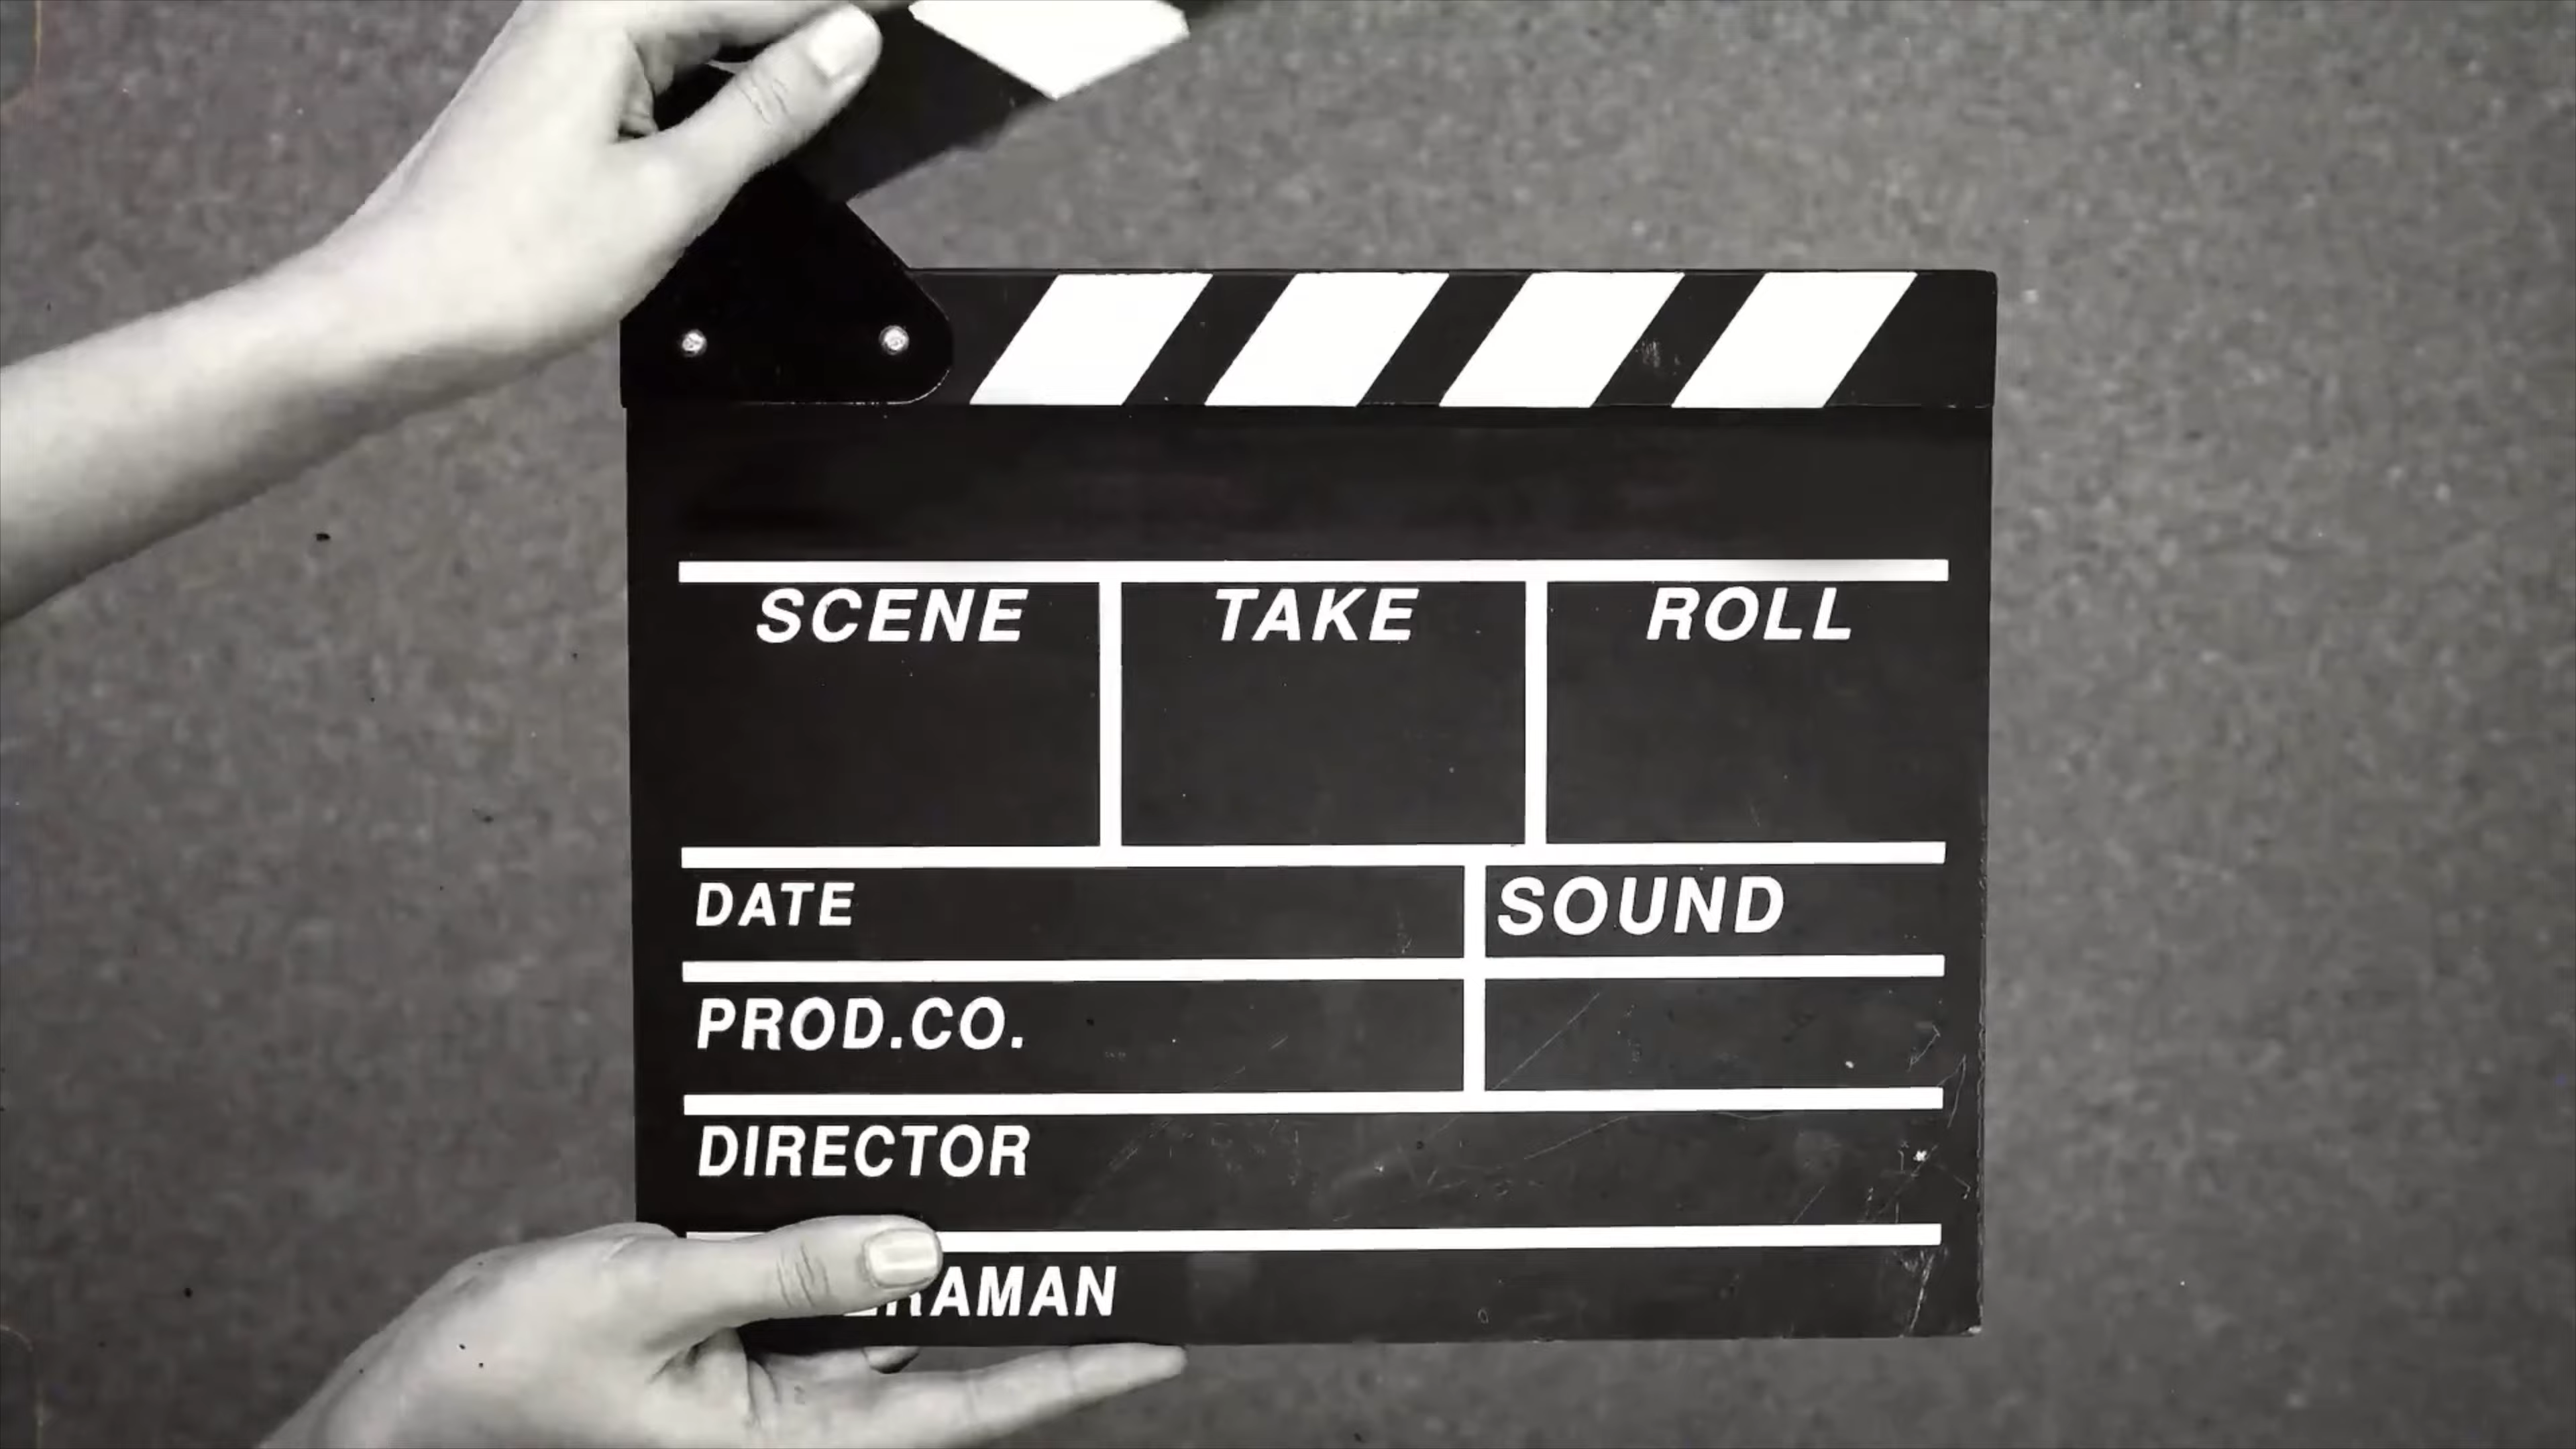 SCENE TAKE ROLL
DATE SOUND
PROD.CO.
DIRECTOR